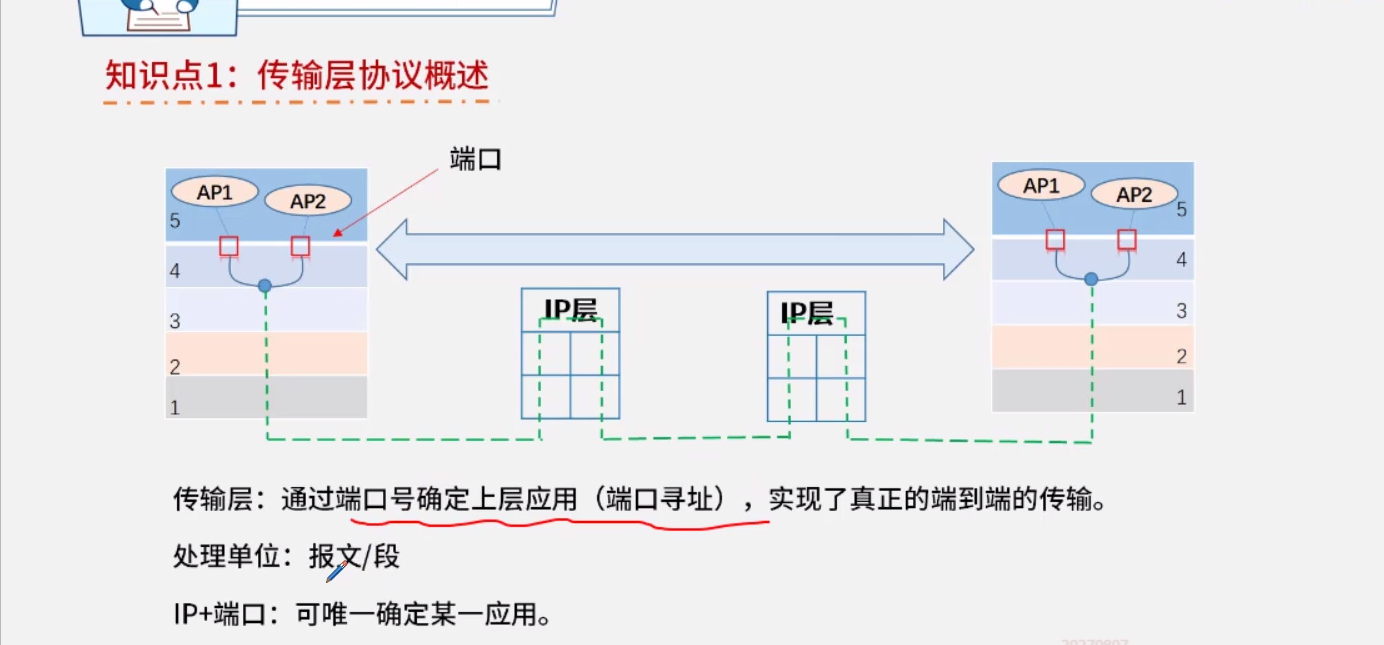 知识点1：传输层协议概述
端口
AP1
AP2
5
4
3
2
1
IP层
IP层
AP1
AP2
5
4
3
2
1
传输层：通过端口号确定上层应用（端口寻址），实现了真正的端到端的传输。
处理单位：报文/段
IP+端口：可唯一确定某一应用。